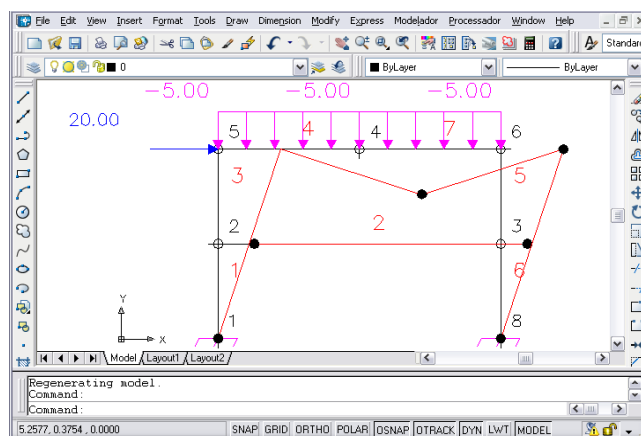 File Edit View Insert Format Tools Draw Dimension Modify Express Modelador Processador Window Help
Standard
0 ByLayer ByLayer
-5.00 -5.00 -5.00
20.00
5 4 4 7 6
3 5
2 2 3
1 6
1 8
Y
X
Model Layout1 Layout2
Regenerating model.
Command:
Command:
5.2577, 0.3754 , 0.0000 SNAP GRID ORTHO POLAR OSNAP OTRACK DYN LWT MODEL